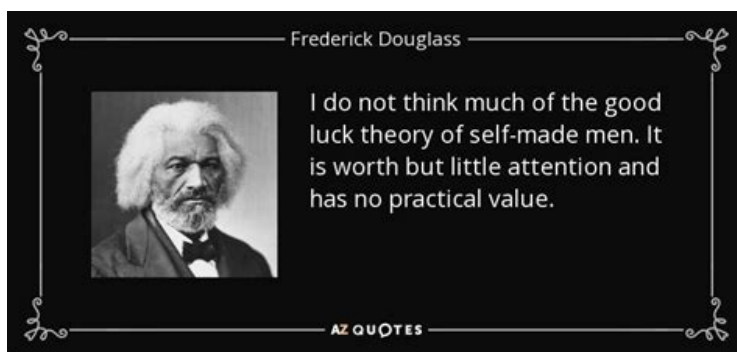 Frederick Douglass
I do not think much of the good
luck theory of self-made men. It
is worth but little attention and
has no practical value.
AZ QUOTES